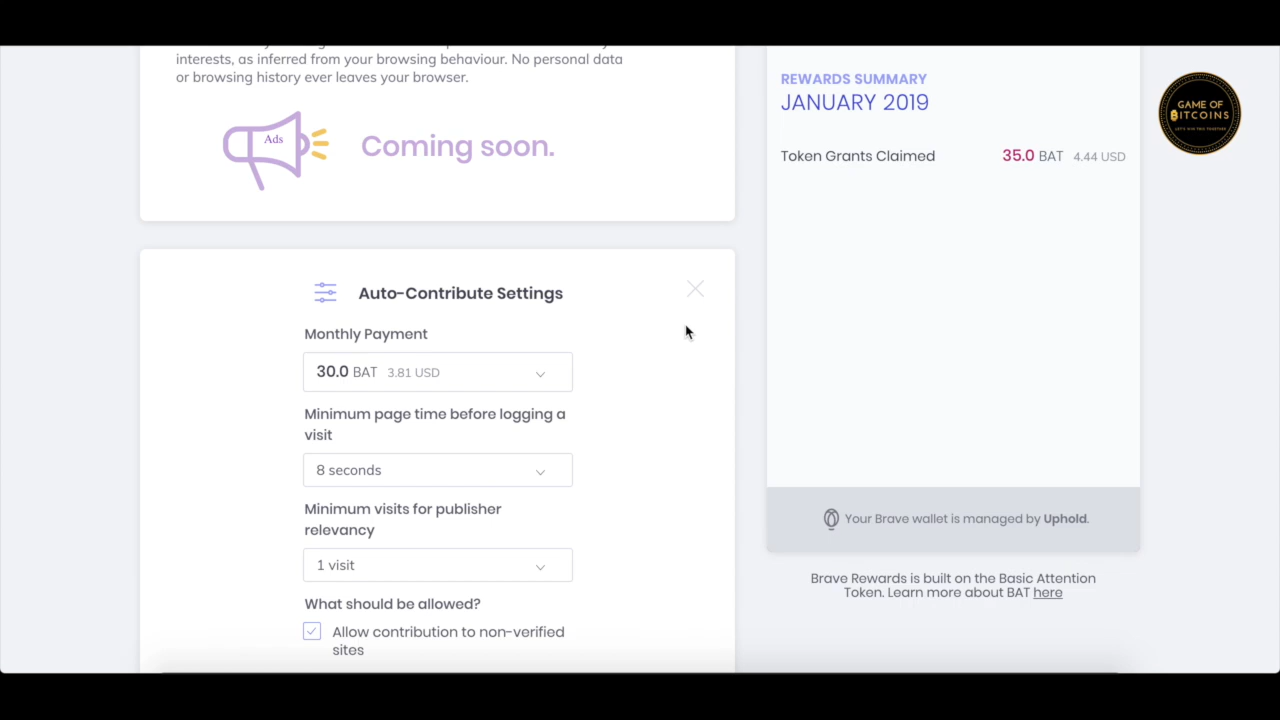 interests, as inferred from your browsing behaviour. No personal data
or browsing history ever leaves your browser.
Ads
Coming soon.
Auto-Contribute Settings
Monthly Payment
30.0 BAT 3.81 USD
Minimum page time before logging a
visit
8 seconds
Minimum visits for publisher
relevancy
1 visit
What should be allowed?
Allow contribution to non-verified
sites
REWARDS SUMMARY
JANUARY 2019
Token Grants Claimed 35.0 BAT 4.44 USD
Your Brave wallet is managed by Uphold.
Brave Rewards is built on the Basic Attention
Token. Learn more about BAT here
GAME OF
BITCOINS
LET'S WIN THIS TOGETHER